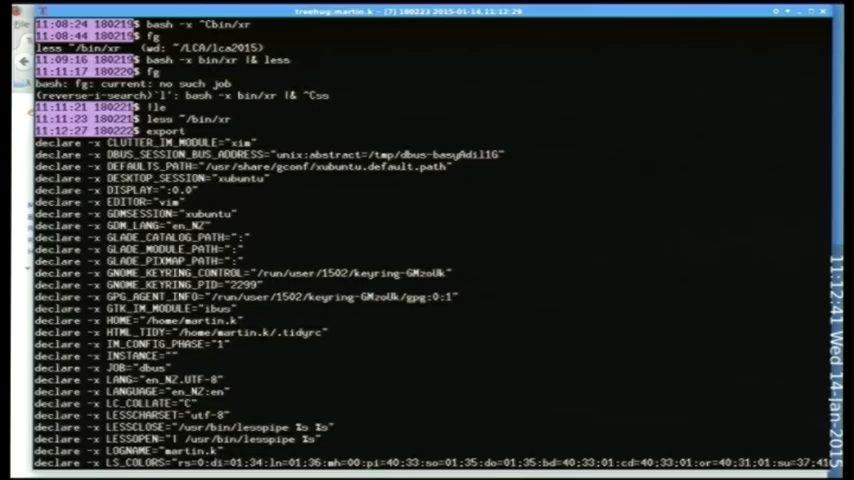 treehug:martin.k - [7] 180223 2015-01-14,11:12:29
11:08:24 180219$ bash -x ^Cbin/xr
11:08:44 180219$ fg
less ~/bin/xr   (wd: ~/LCA/lca2015)
11:09:16 180219$ bash -x bin/xr |& less
11:11:17 180220$ fg
bash: fg: current: no such job
(reverse-i-search)`l': bash -x bin/xr |& ^Css
11:11:21 180221$ !le
11:11:23 180221$ less ~/bin/xr
11:12:27 180222$ export
declare -x CLUTTER_IM_MODULE="xim"
declare -x DBUS_SESSION_BUS_ADDRESS="unix:abstract=/tmp/dbus-basyAdil1G"
declare -x DEFAULTS_PATH="/usr/share/gconf/xubuntu.default.path"
declare -x DESKTOP_SESSION="xubuntu"
declare -x DISPLAY=":0.0"
declare -x EDITOR="vim"
declare -x GDMSESSION="xubuntu"
declare -x GDM_LANG="en_NZ"
declare -x GLADE_CATALOG_PATH=":"
declare -x GLADE_MODULE_PATH=":"
declare -x GLADE_PIXMAP_PATH=":"
declare -x GNOME_KEYRING_CONTROL="/run/user/1502/keyring-GMzoUk"
declare -x GNOME_KEYRING_PID="2299"
declare -x GPG_AGENT_INFO="/run/user/1502/keyring-GMzoUk/gpg:0:1"
declare -x GTK_IM_MODULE="ibus"
declare -x HOME="/home/martin.k"
declare -x HTML_TIDY="/home/martin.k/.tidyrc"
declare -x IM_CONFIG_PHASE="1"
declare -x INSTANCE=""
declare -x JOB="dbus"
declare -x LANG="en_NZ.UTF-8"
declare -x LANGUAGE="en_NZ:en"
declare -x LC_COLLATE="C"
declare -x LESSCHARSET="utf-8"
declare -x LESSCLOSE="/usr/bin/lesspipe %s %s"
declare -x LESSOPEN="| /usr/bin/lesspipe %s"
declare -x LOGNAME="martin.k"
declare -x LS_COLORS="rs=0:di=01;34:ln=01;36:mh=00:pi=40;33:so=01;35:do=01;35:bd=40;33;01:cd=40;33;01:or=40;31;01:su=37;41
11:12:41 Wed 14-Jan-2015